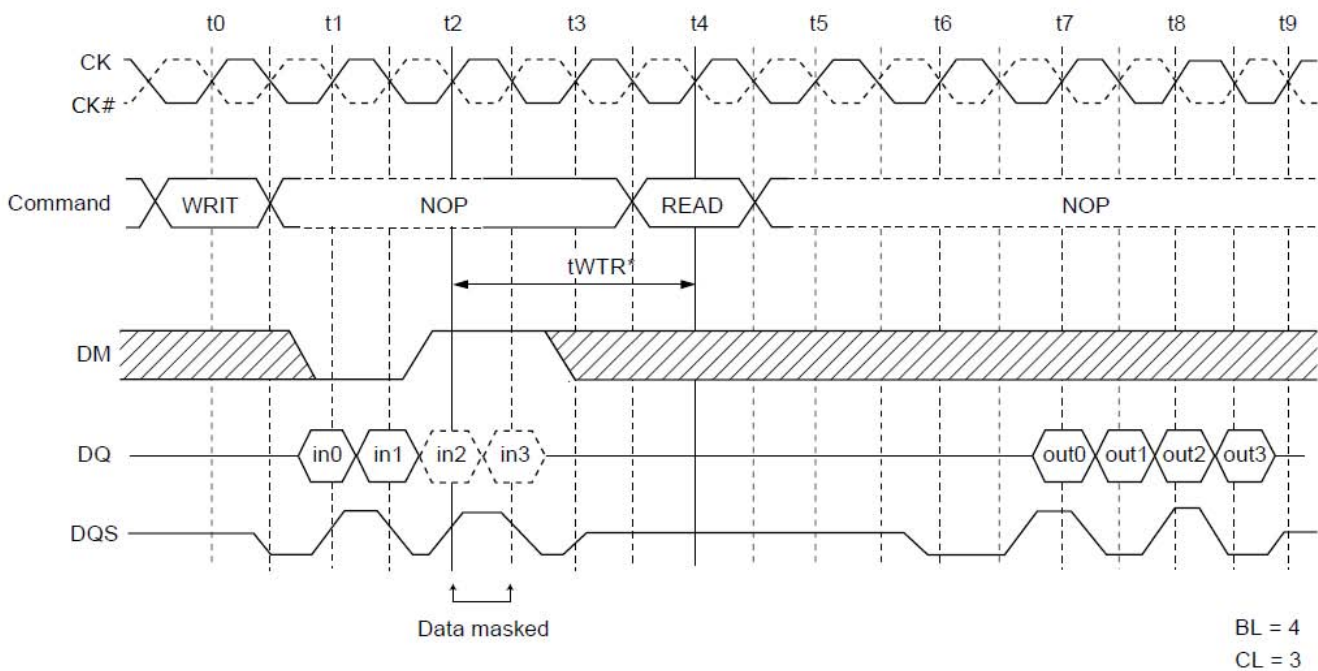 t0 t1 t2 t3 t4 t5 t6 t7 t8 t9
CK
CK#
Command WRIT NOP READ NOP
tWTR*
DM
DQ in0 in1 in2 in3 out0 out1 out2 out3
DQS
Data masked
BL = 4
CL = 3